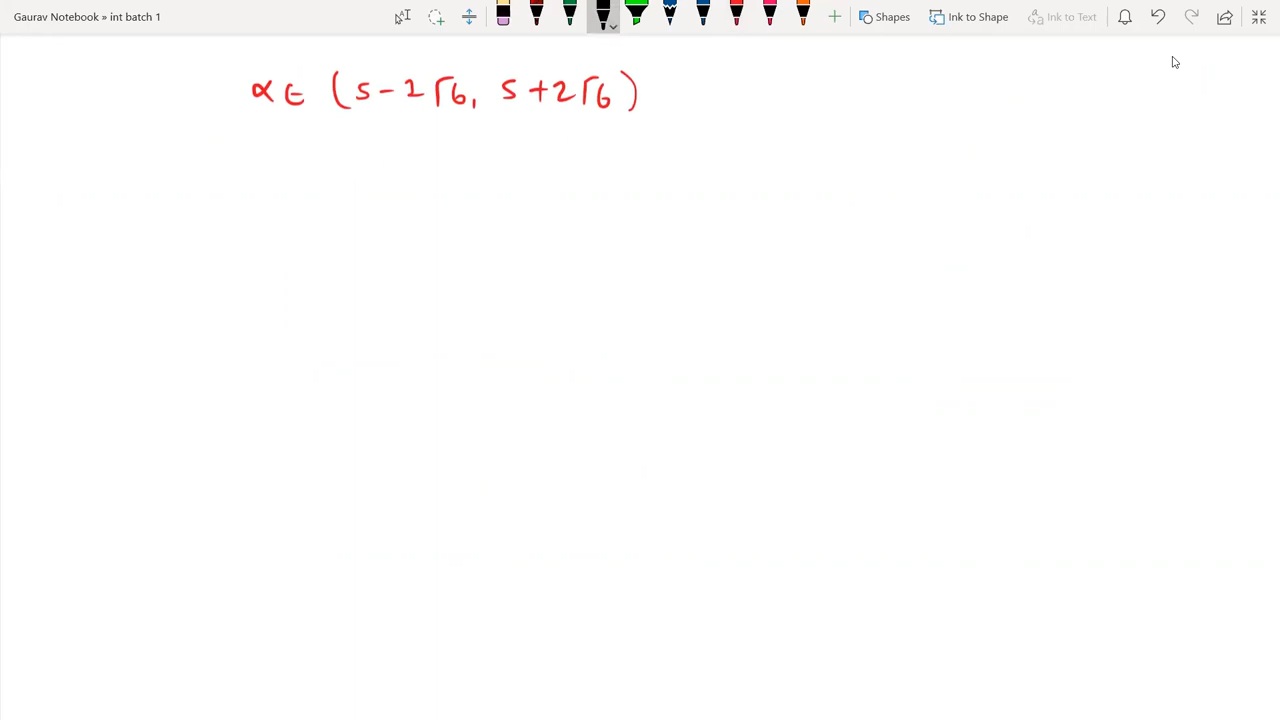 Gaurav Notebook » int batch 1
Shapes Ink to Shape Ink to Text
α ∈ (5-2√6, 5+2√6)